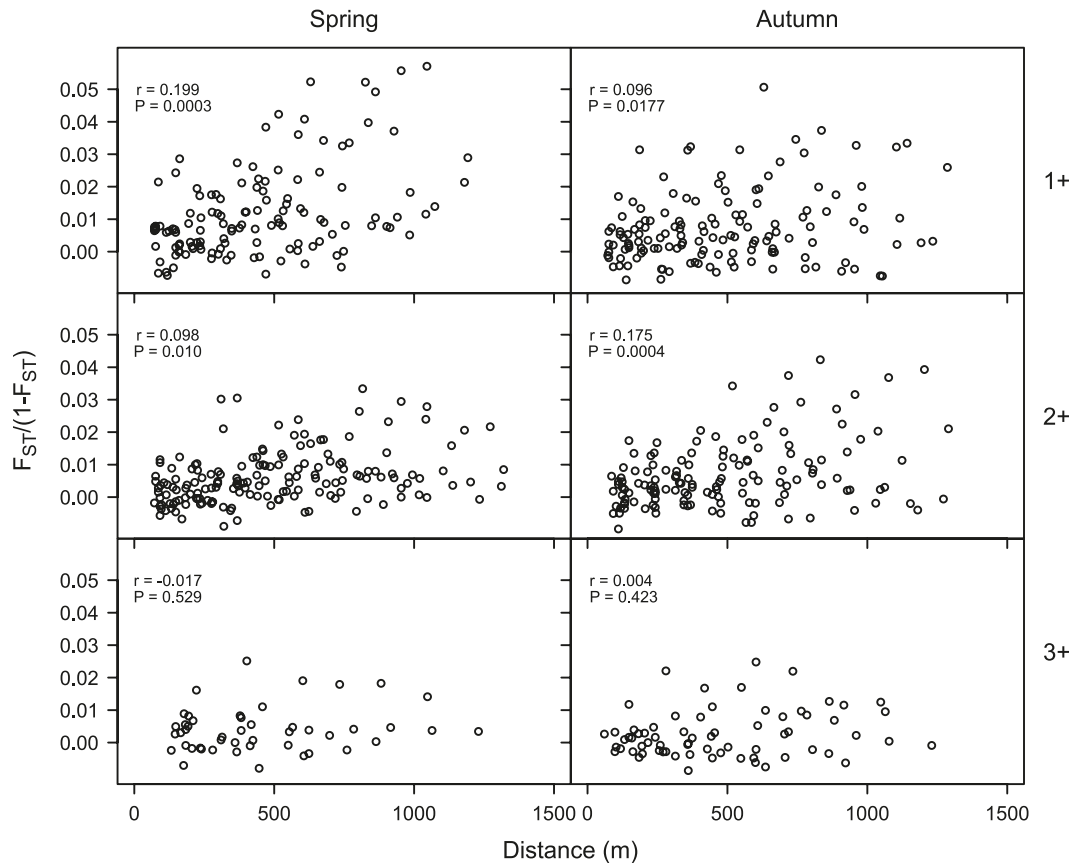 Spring Autumn
r = 0.199
P = 0.0003
r = 0.096
P = 0.0177
0.05
0.04
0.03
0.02
0.01
0.00
1+
r = 0.098
P = 0.010
r = 0.175
P = 0.0004
0.05
0.04
0.03
0.02
0.01
0.00
2+
F_ST/(1-F_ST)
r = -0.017
P = 0.529
r = 0.004
P = 0.423
0.05
0.04
0.03
0.02
0.01
0.00
3+
0 500 1000 1500 0 500 1000 1500
Distance (m)